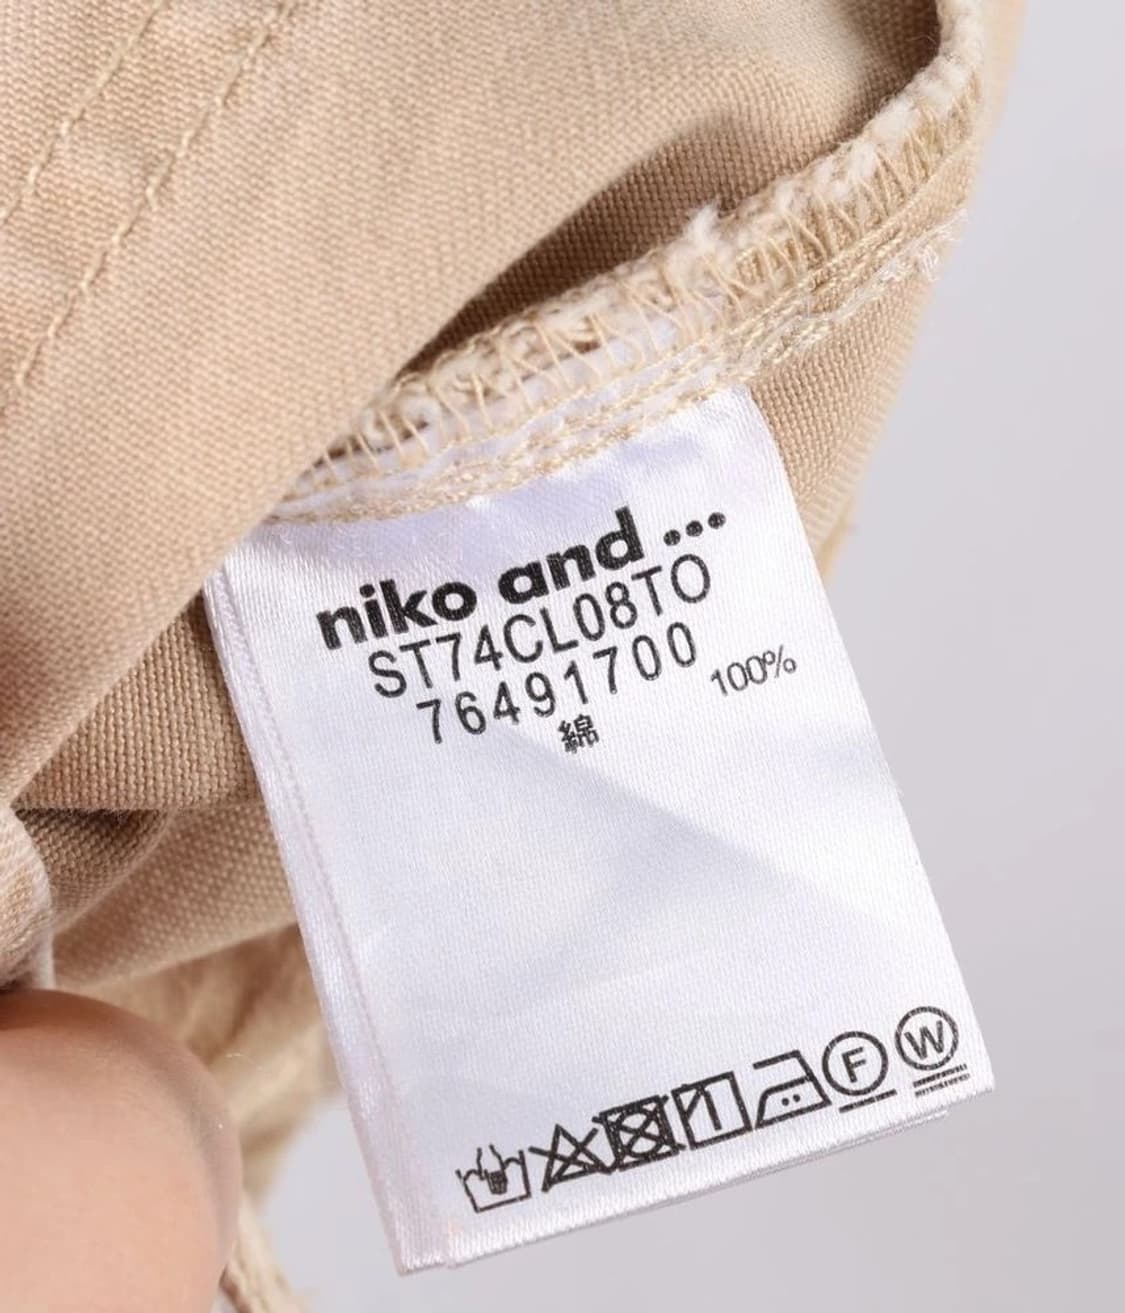 niko and ...
ST74CL08TO
76491700
綿 100%
F W